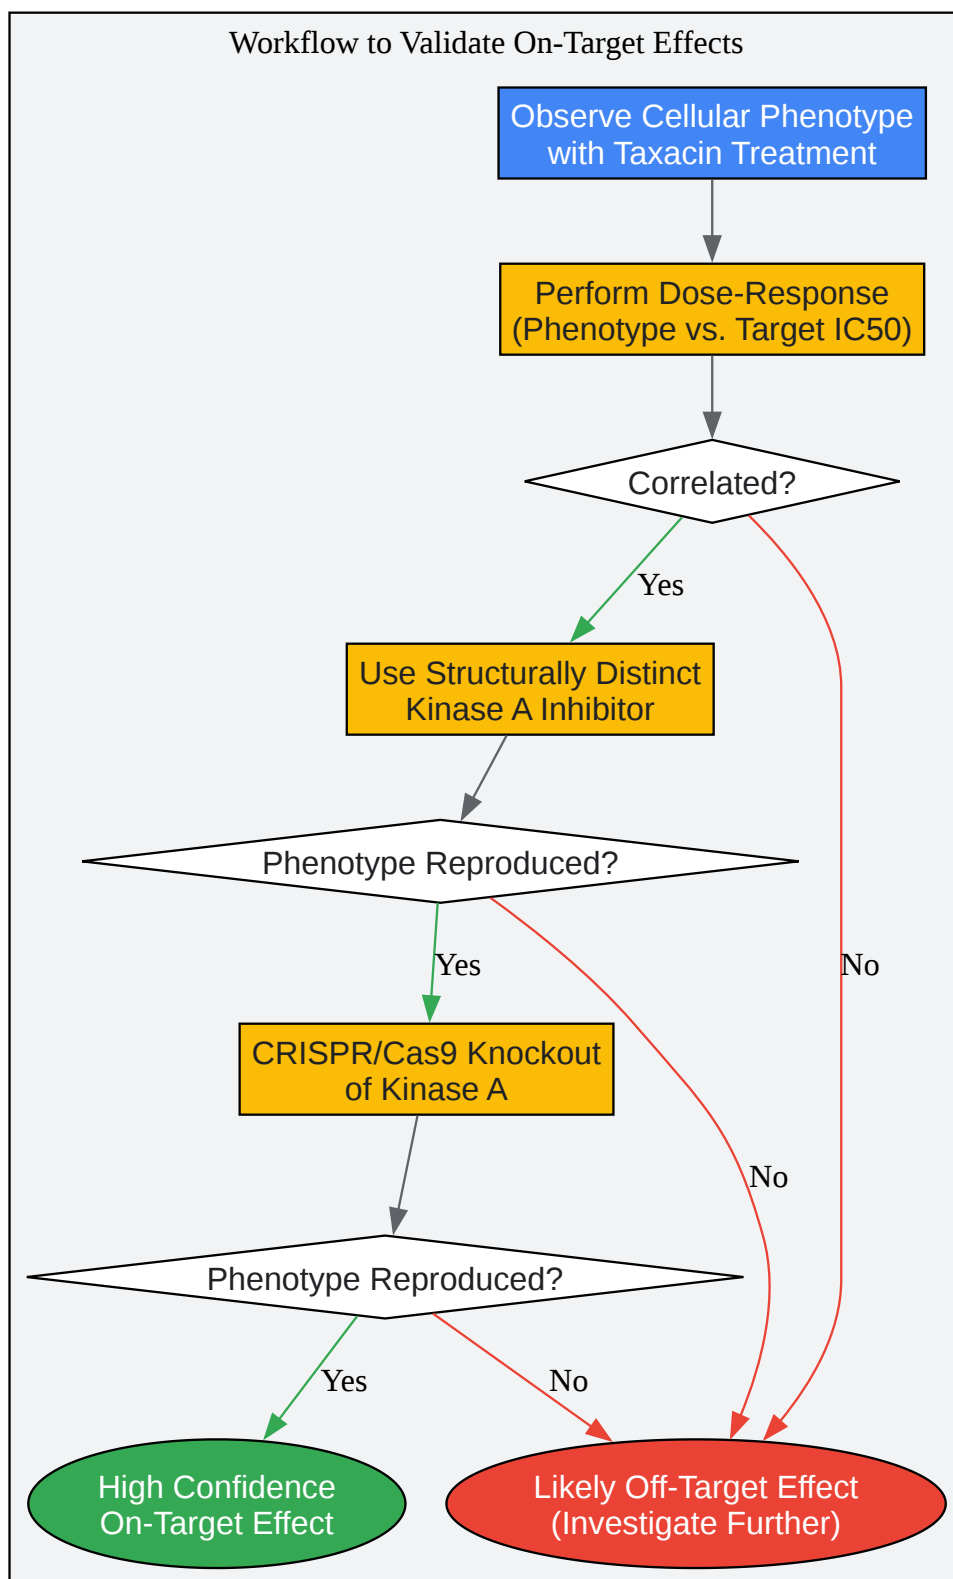 Workflow to Validate On-Target Effects
Observe Cellular Phenotype
with Taxacin Treatment
Perform Dose-Response
(Phenotype vs. Target IC50)
Correlated?
Yes
Use Structurally Distinct
Kinase A Inhibitor
Phenotype Reproduced?
Yes
No
CRISPR/Cas9 Knockout
of Kinase A
No
Phenotype Reproduced?
Yes
No
High Confidence
On-Target Effect
Likely Off-Target Effect
(Investigate Further)